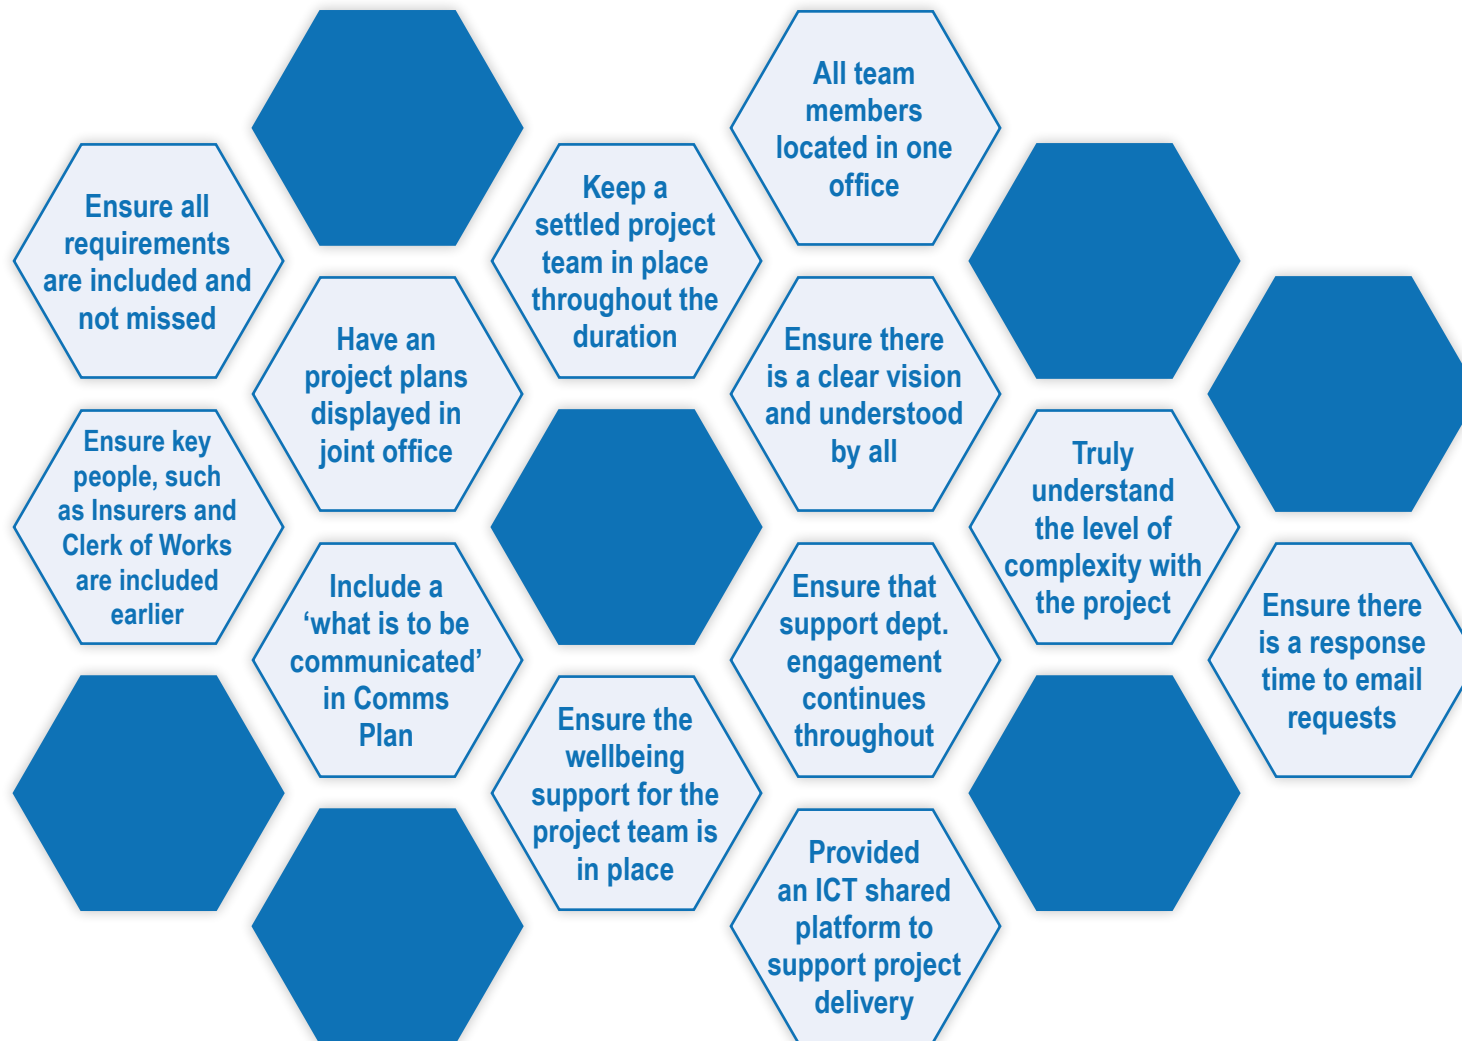 All team
members
located in one
office
Ensure all
requirements
are included and
not missed
Keep a
settled project
team in place
throughout the
duration
Have an
project plans
displayed in
joint office
Ensure there
is a clear vision
and understood
by all
Ensure key
people, such
as Insurers and
Clerk of Works
are included
earlier
Truly
understand
the level of
complexity with
the project
Include a
‘what is to be
communicated’
in Comms
Plan
Ensure that
support dept.
engagement
continues
throughout
Ensure there
is a response
time to email
requests
Ensure the
wellbeing
support for the
project team is
in place
Provided
an ICT shared
platform to
support project
delivery